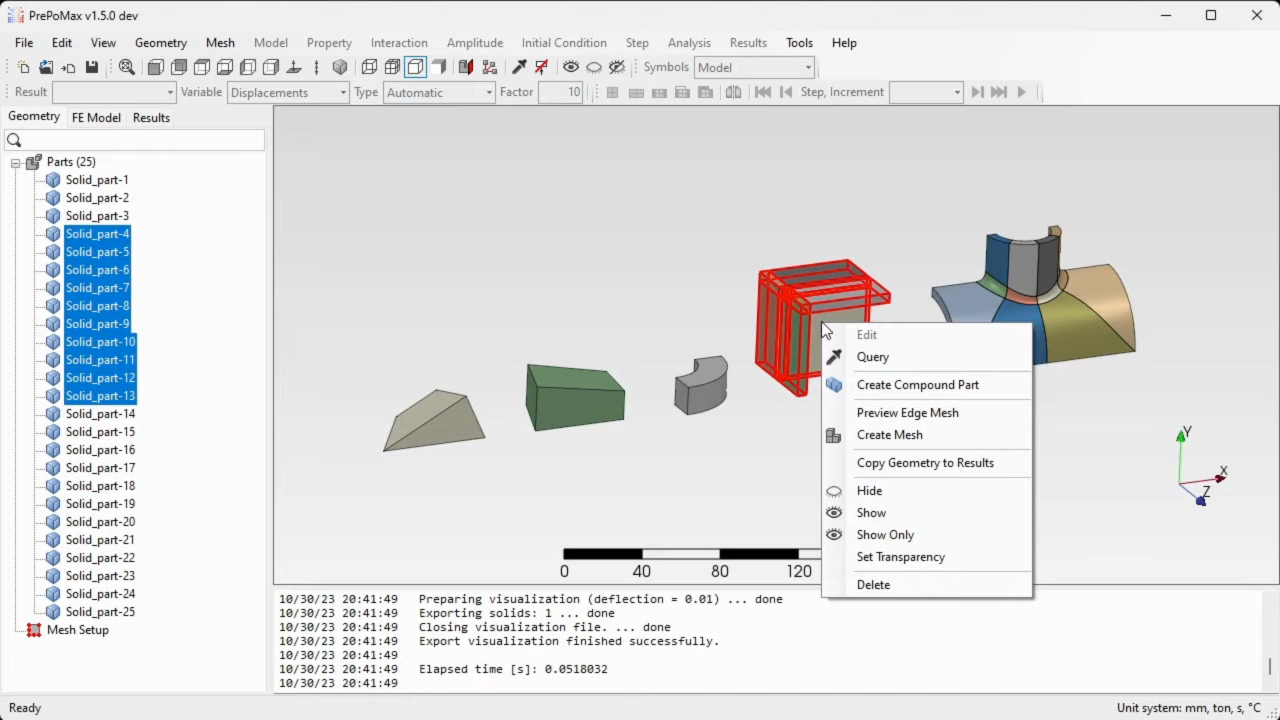 PrePoMax v1.5.0 dev
File Edit View Geometry Mesh Model Property Interaction Amplitude Initial Condition Step Analysis Results Tools Help
Symbols Model
Result Variable Displacements Type Automatic Factor 10 Step, Increment
Geometry FE Model Results
Parts (25)
Solid_part-1
Solid_part-2
Solid_part-3
Solid_part-4
Solid_part-5
Solid_part-6
Solid_part-7
Solid_part-8
Solid_part-9
Solid_part-10
Solid_part-11
Solid_part-12
Solid_part-13
Solid_part-14
Solid_part-15
Solid_part-16
Solid_part-17
Solid_part-18
Solid_part-19
Solid_part-20
Solid_part-21
Solid_part-22
Solid_part-23
Solid_part-24
Solid_part-25
Mesh Setup
Edit
Query
Create Compound Part
Preview Edge Mesh
Create Mesh
Copy Geometry to Results
Hide
Show
Show Only
Set Transparency
Delete
Y
X
Z
0 40 80 120
10/30/23 20:41:49 Preparing visualization (deflection = 0.01) ... done
10/30/23 20:41:49 Exporting solids: 1 ... done
10/30/23 20:41:49 Closing visualization file. ... done
10/30/23 20:41:49 Export visualization finished successfully.
10/30/23 20:41:49
10/30/23 20:41:49 Elapsed time [s]: 0.0518032
10/30/23 20:41:49
Ready
Unit system: mm, ton, s, °C